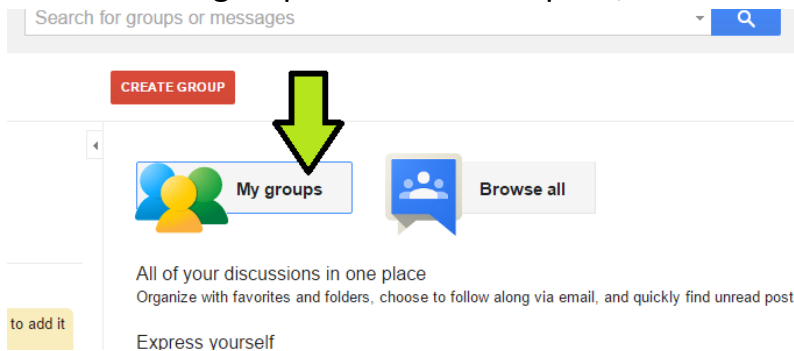 Search for groups or messages
CREATE GROUP
My groups
Browse all
All of your discussions in one place
Organize with favorites and folders, choose to follow along via email, and quickly find unread post
to add it
Express yourself